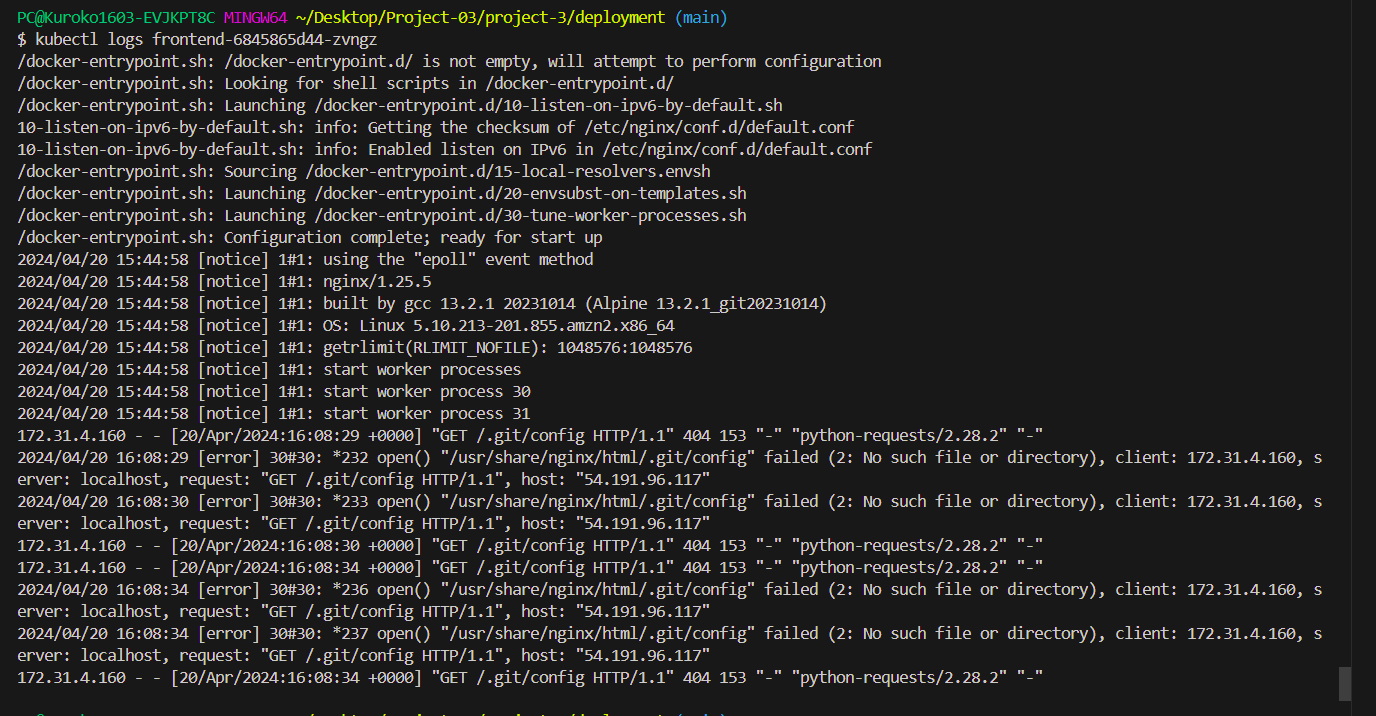 PC@Kuroko1603-EVJKPT8C MINGW64 ~/Desktop/Project-03/project-3/deployment (main)
$ kubectl logs frontend-6845865d44-zvngz
/docker-entrypoint.sh: /docker-entrypoint.d/ is not empty, will attempt to perform configuration
/docker-entrypoint.sh: Looking for shell scripts in /docker-entrypoint.d/
/docker-entrypoint.sh: Launching /docker-entrypoint.d/10-listen-on-ipv6-by-default.sh
10-listen-on-ipv6-by-default.sh: info: Getting the checksum of /etc/nginx/conf.d/default.conf
10-listen-on-ipv6-by-default.sh: info: Enabled listen on IPv6 in /etc/nginx/conf.d/default.conf
/docker-entrypoint.sh: Sourcing /docker-entrypoint.d/15-local-resolvers.envsh
/docker-entrypoint.sh: Launching /docker-entrypoint.d/20-envsubst-on-templates.sh
/docker-entrypoint.sh: Launching /docker-entrypoint.d/30-tune-worker-processes.sh
/docker-entrypoint.sh: Configuration complete; ready for start up
2024/04/20 15:44:58 [notice] 1#1: using the "epoll" event method
2024/04/20 15:44:58 [notice] 1#1: nginx/1.25.5
2024/04/20 15:44:58 [notice] 1#1: built by gcc 13.2.1 20231014 (Alpine 13.2.1_git20231014)
2024/04/20 15:44:58 [notice] 1#1: OS: Linux 5.10.213-201.855.amzn2.x86_64
2024/04/20 15:44:58 [notice] 1#1: getrlimit(RLIMIT_NOFILE): 1048576:1048576
2024/04/20 15:44:58 [notice] 1#1: start worker processes
2024/04/20 15:44:58 [notice] 1#1: start worker process 30
2024/04/20 15:44:58 [notice] 1#1: start worker process 31
172.31.4.160 - - [20/Apr/2024:16:08:29 +0000] "GET /.git/config HTTP/1.1" 404 153 "-" "python-requests/2.28.2" "-"
2024/04/20 16:08:29 [error] 30#30: *232 open() "/usr/share/nginx/html/.git/config" failed (2: No such file or directory), client: 172.31.4.160, s
erver: localhost, request: "GET /.git/config HTTP/1.1", host: "54.191.96.117"
2024/04/20 16:08:30 [error] 30#30: *233 open() "/usr/share/nginx/html/.git/config" failed (2: No such file or directory), client: 172.31.4.160, s
erver: localhost, request: "GET /.git/config HTTP/1.1", host: "54.191.96.117"
172.31.4.160 - - [20/Apr/2024:16:08:30 +0000] "GET /.git/config HTTP/1.1" 404 153 "-" "python-requests/2.28.2" "-"
172.31.4.160 - - [20/Apr/2024:16:08:34 +0000] "GET /.git/config HTTP/1.1" 404 153 "-" "python-requests/2.28.2" "-"
2024/04/20 16:08:34 [error] 30#30: *236 open() "/usr/share/nginx/html/.git/config" failed (2: No such file or directory), client: 172.31.4.160, s
erver: localhost, request: "GET /.git/config HTTP/1.1", host: "54.191.96.117"
2024/04/20 16:08:34 [error] 30#30: *237 open() "/usr/share/nginx/html/.git/config" failed (2: No such file or directory), client: 172.31.4.160, s
erver: localhost, request: "GET /.git/config HTTP/1.1", host: "54.191.96.117"
172.31.4.160 - - [20/Apr/2024:16:08:34 +0000] "GET /.git/config HTTP/1.1" 404 153 "-" "python-requests/2.28.2" "-"